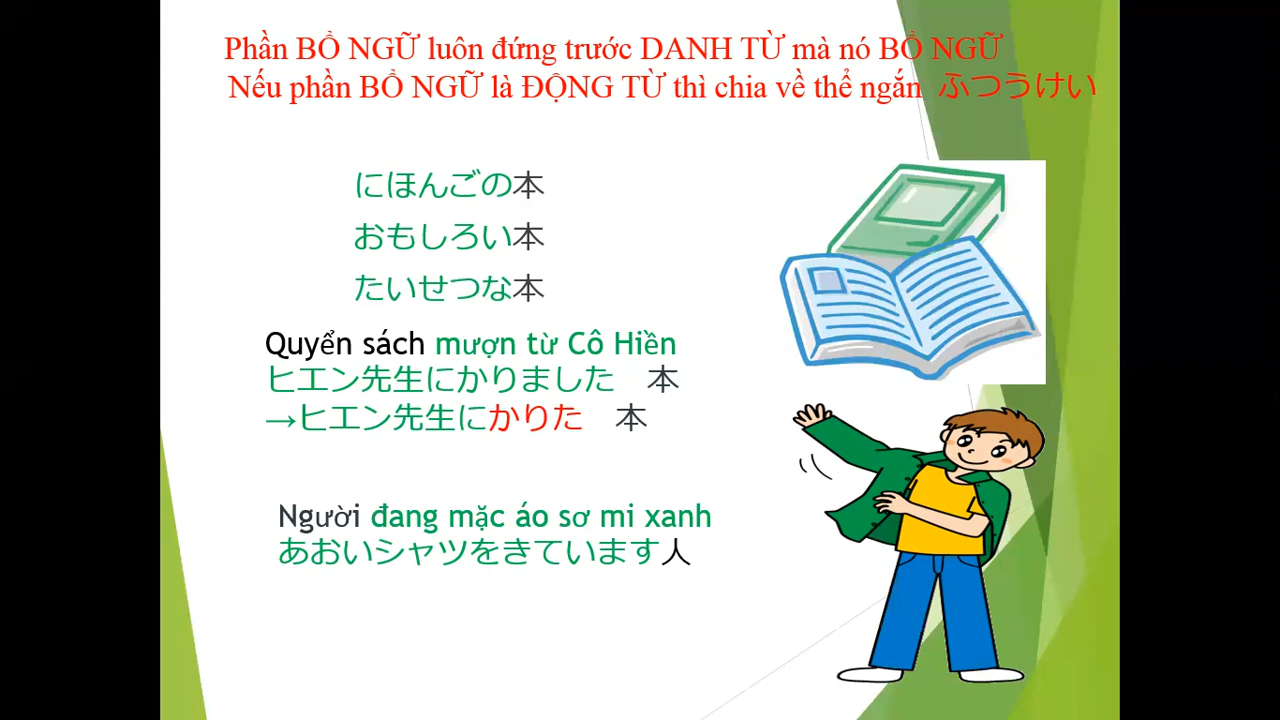 Phần BỔ NGỮ luôn đứng trước DANH TỪ mà nó BỔ NGỮ
Nếu phần BỔ NGỮ là ĐỘNG TỪ thì chia về thể ngắn ふつうけい
にほんごの本
おもしろい本
たいせつな本
Quyển sách mượn từ Cô Hiền
ヒエン先生にかりました　本
→ヒエン先生にかりた　本
Người đang mặc áo sơ mi xanh
あおいシャツをきています人